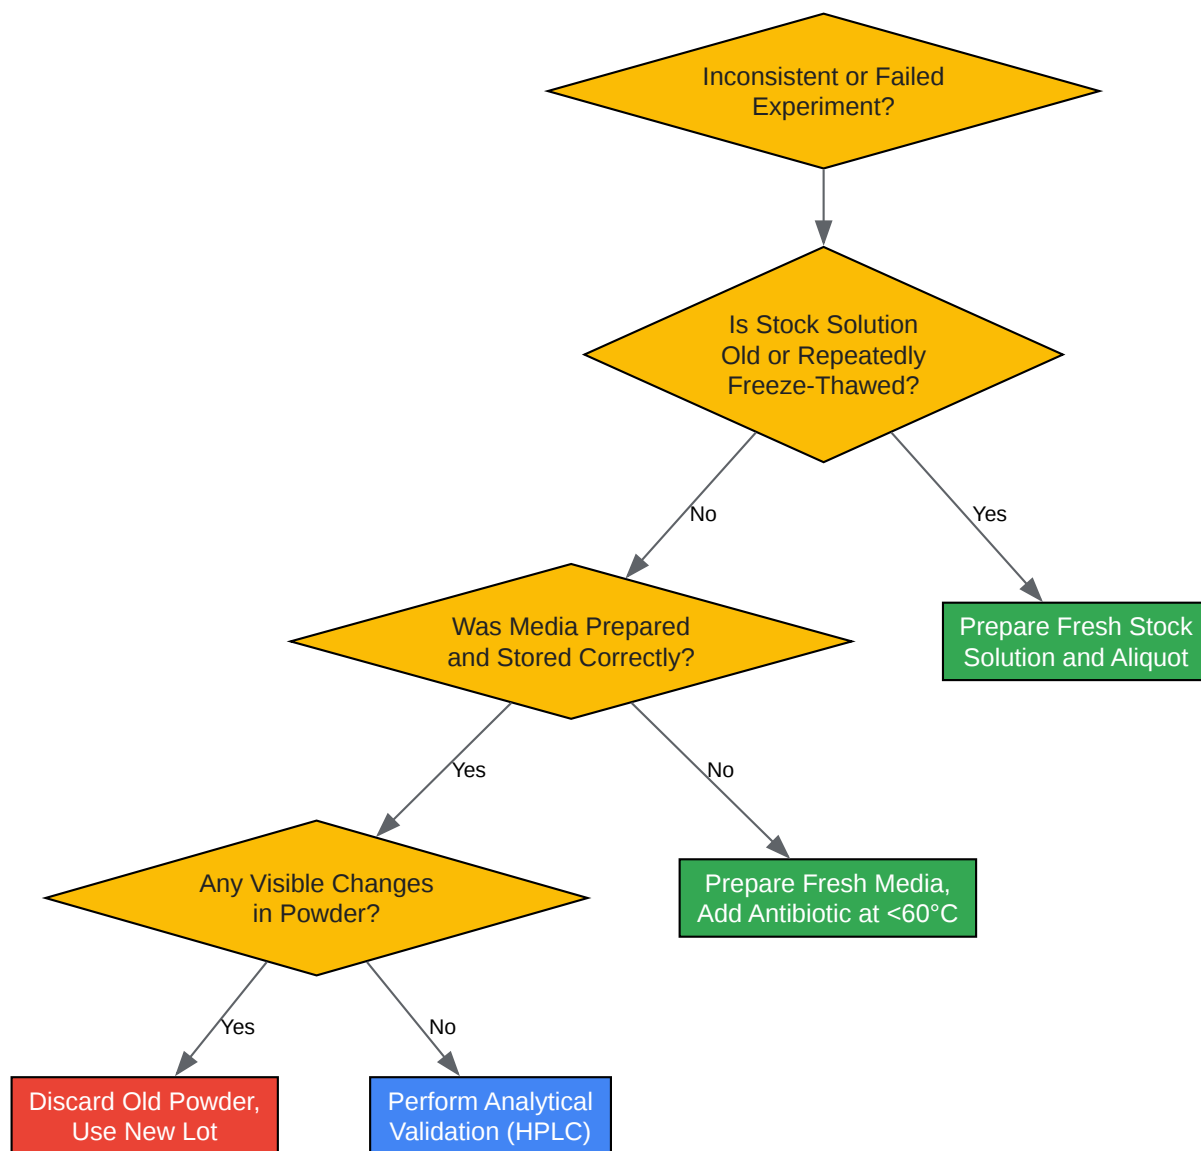 Inconsistent or Failed
Experiment?
Is Stock Solution
Old or Repeatedly
Freeze-Thawed?
No
Yes
Was Media Prepared
and Stored Correctly?
Prepare Fresh Stock
Solution and Aliquot
Yes
No
Any Visible Changes
in Powder?
Prepare Fresh Media,
Add Antibiotic at <60°C
Yes
No
Discard Old Powder,
Use New Lot
Perform Analytical
Validation (HPLC)